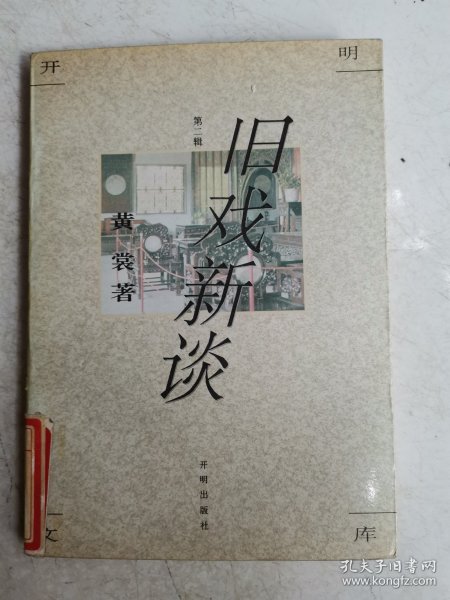 开明
文库
第二辑
旧戏新谈
黄裳著
开明出版社
孔夫子旧书网
www.kongfz.com